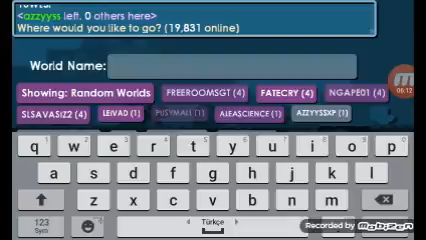 <azzyyss left, 0 others here>
Where would you like to go? (19,831 online)
World Name:
Showing: Random Worlds FREEROOMSGT (4) FATECRY (4) NGAPE01 (4)
06:12
SLSAVASIZ2 (4) LEIVAD (1) PUSYMALL (1) ALEASCIENCE (1) AZZYYSSXP (1)
q w e r t y u i o p
a s d f g h j k l
z x c v b n m
123 Sym Türkçe
Recorded by Mobizen